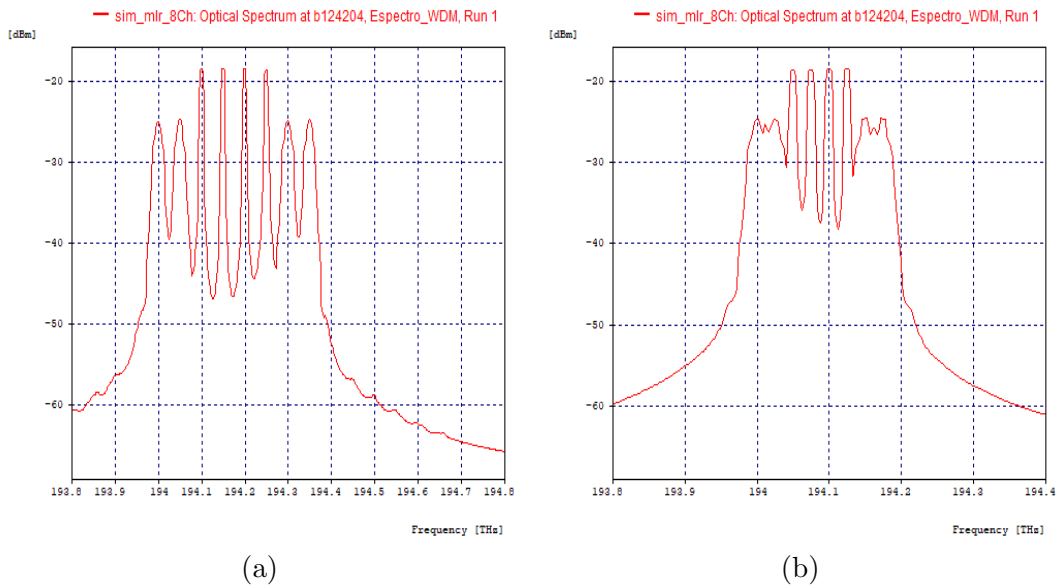 sim_mlr_8Ch: Optical Spectrum at b124204, Espectro_WDM, Run 1
[dBm]
-20
-30
-40
-50
-60
193.8 193.9 194 194.1 194.2 194.3 194.4 194.5 194.6 194.7 194.8
Frequency [THs]
(a)
sim_mlr_8Ch: Optical Spectrum at b124204, Espectro_WDM, Run 1
[dBm]
-20
-30
-40
-50
-60
193.8 193.9 194 194.1 194.2 194.3 194.4
Frequency [THs]
(b)